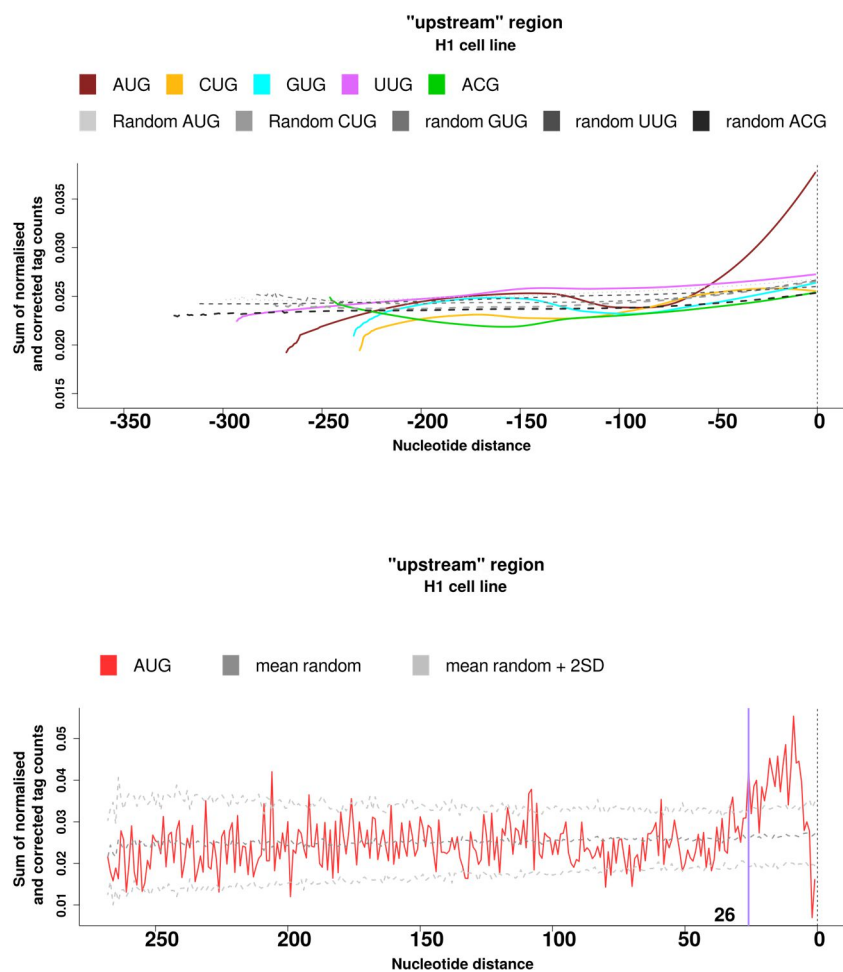 "upstream" region
H1 cell line
AUG CUG GUG UUG ACG
Random AUG Random CUG random GUG random UUG random ACG
Sum of normalised
and corrected tag counts
0.035
0.030
0.025
0.020
0.015
-350 -300 -250 -200 -150 -100 -50 0
Nucleotide distance
"upstream" region
H1 cell line
AUG mean random mean random + 2SD
Sum of normalised
and corrected tag counts
0.05
0.04
0.03
0.02
0.01
26
250 200 150 100 50 0
Nucleotide distance